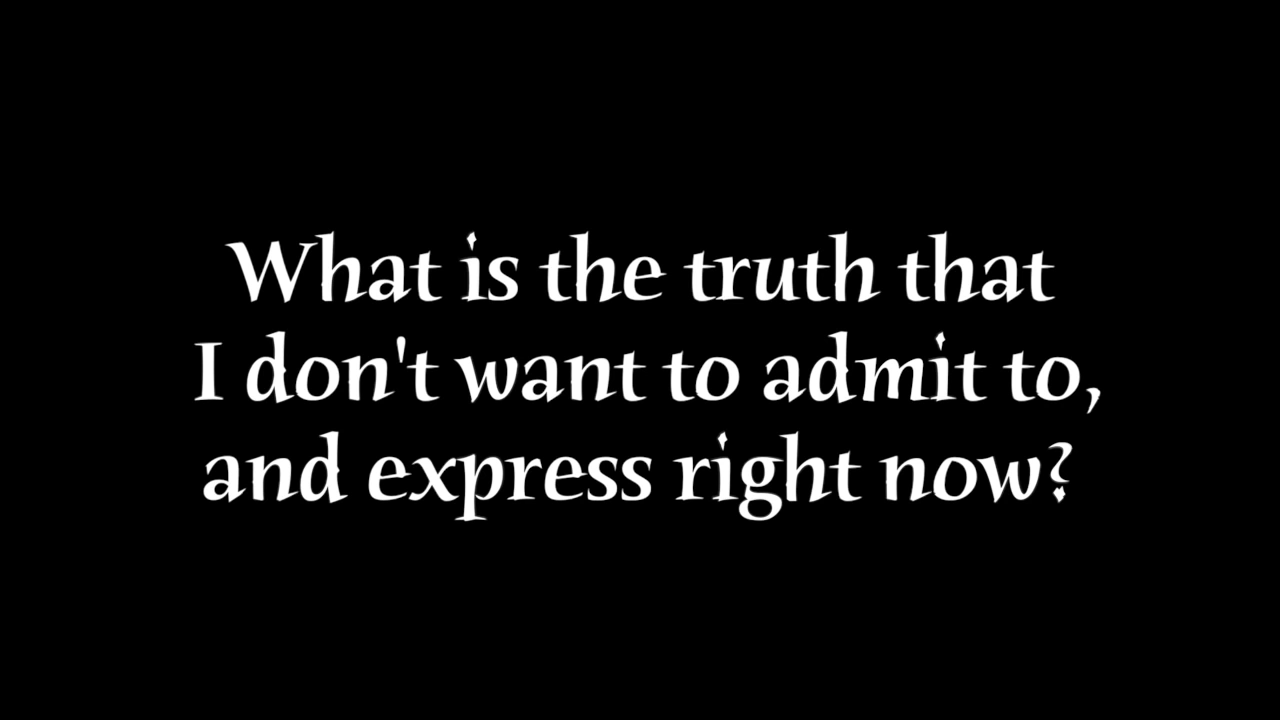 What is the truth that
I don't want to admit to,
and express right now?